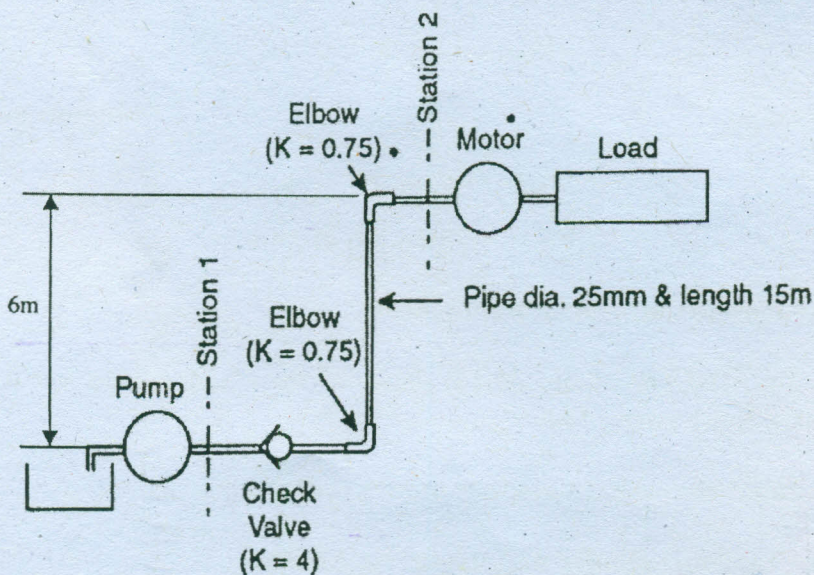 Station 2
Elbow
(K = 0.75)
Motor
Load
Station 1
6m
Pipe dia. 25mm & length 15m
Elbow
(K = 0.75)
Pump
Check
Valve
(K = 4)